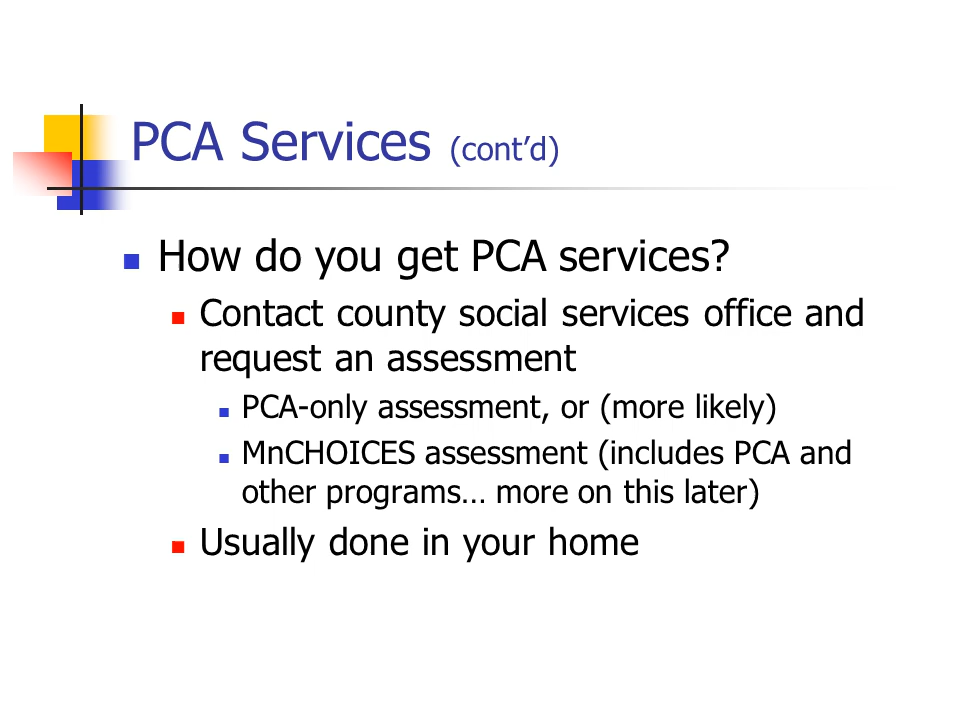 PCA Services (cont’d)
How do you get PCA services?
Contact county social services office and
request an assessment
PCA-only assessment, or (more likely)
MnCHOICES assessment (includes PCA and
other programs… more on this later)
Usually done in your home